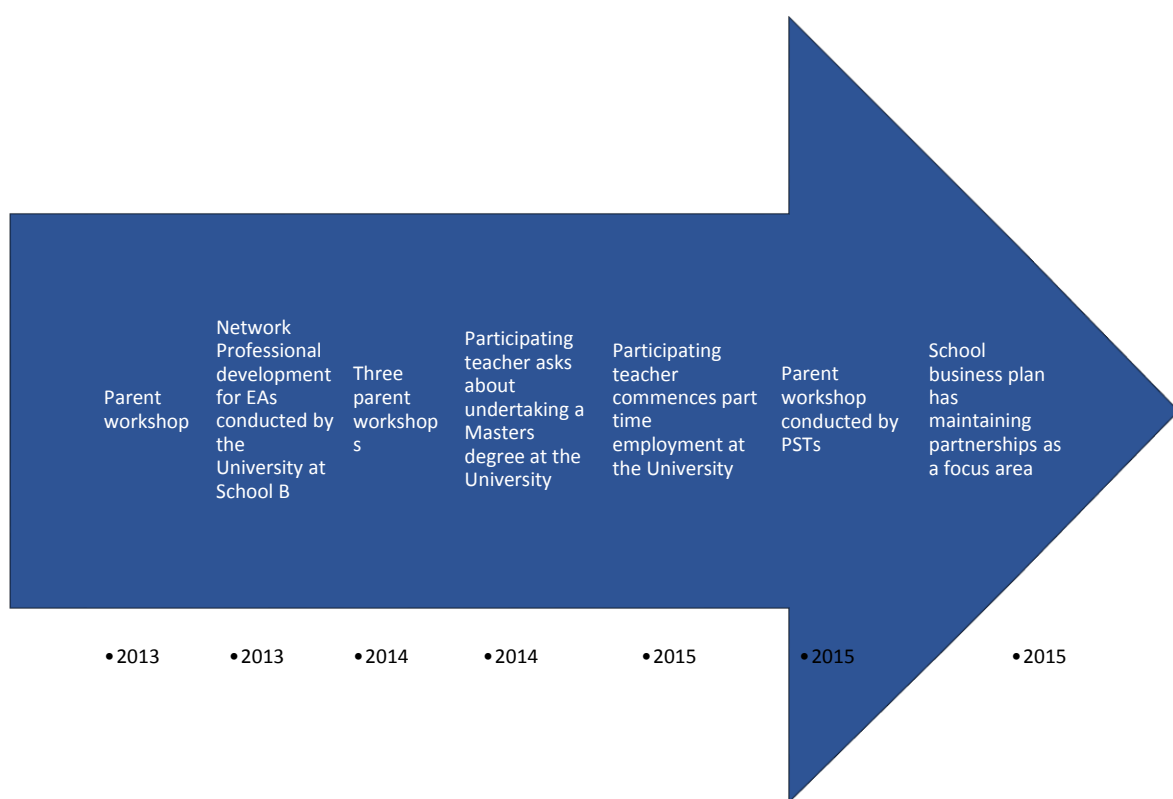 Parent
workshop
Network
Professional
development
for EAs
conducted by
the
University at
School B
Three
parent
workshop
s
Participating
teacher asks
about
undertaking a
Masters
degree at the
University
Participating
teacher
commences part
time
employment at
the University
Parent
workshop
conducted by
PSTs
School
business plan
has
maintaining
partnerships as
a focus area
•2013
•2013
•2014
•2014
•2015
•2015
•2015